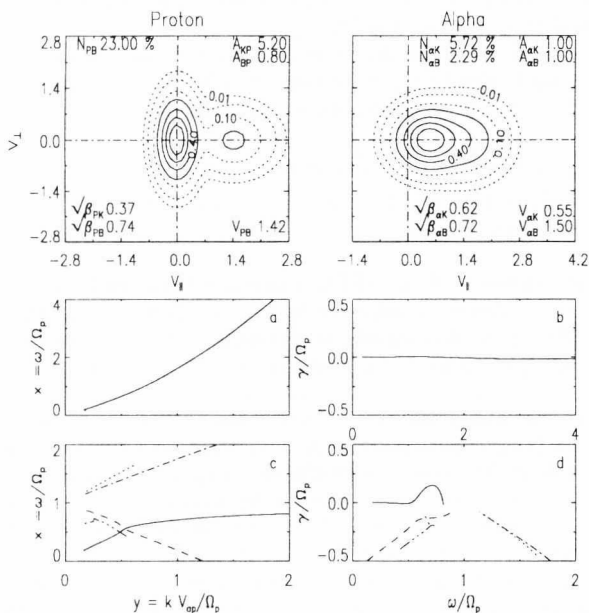 Proton
Alpha
N_PB 23.00 %
A_KP 5.20
A_BP 0.80
0.01
0.10
0.40
√β_PK 0.37
√β_PB 0.74
V_PB 1.42
V⊥
2.8
1.4
0.0
-1.4
-2.8
-2.8 -1.4 0.0 1.4 2.8
V∥
N_αK 5.72 %
N_αB 2.29 %
A_αK 1.00
A_αB 1.00
0.01
0.10
0.40
√β_αK 0.62
√β_αB 0.72
V_αK 0.55
V_αB 1.50
-1.4 0.0 1.4 2.8 4.2
V∥
x = ω/Ω_p
4
2
0
a
γ/Ω_p
0.5
0.0
-0.5
b
0 2 4
x = ω/Ω_p
2
1
0
c
0 1 2
y = k V_ap/Ω_p
γ/Ω_p
0.5
0.0
-0.5
d
0 1 2
ω/Ω_p